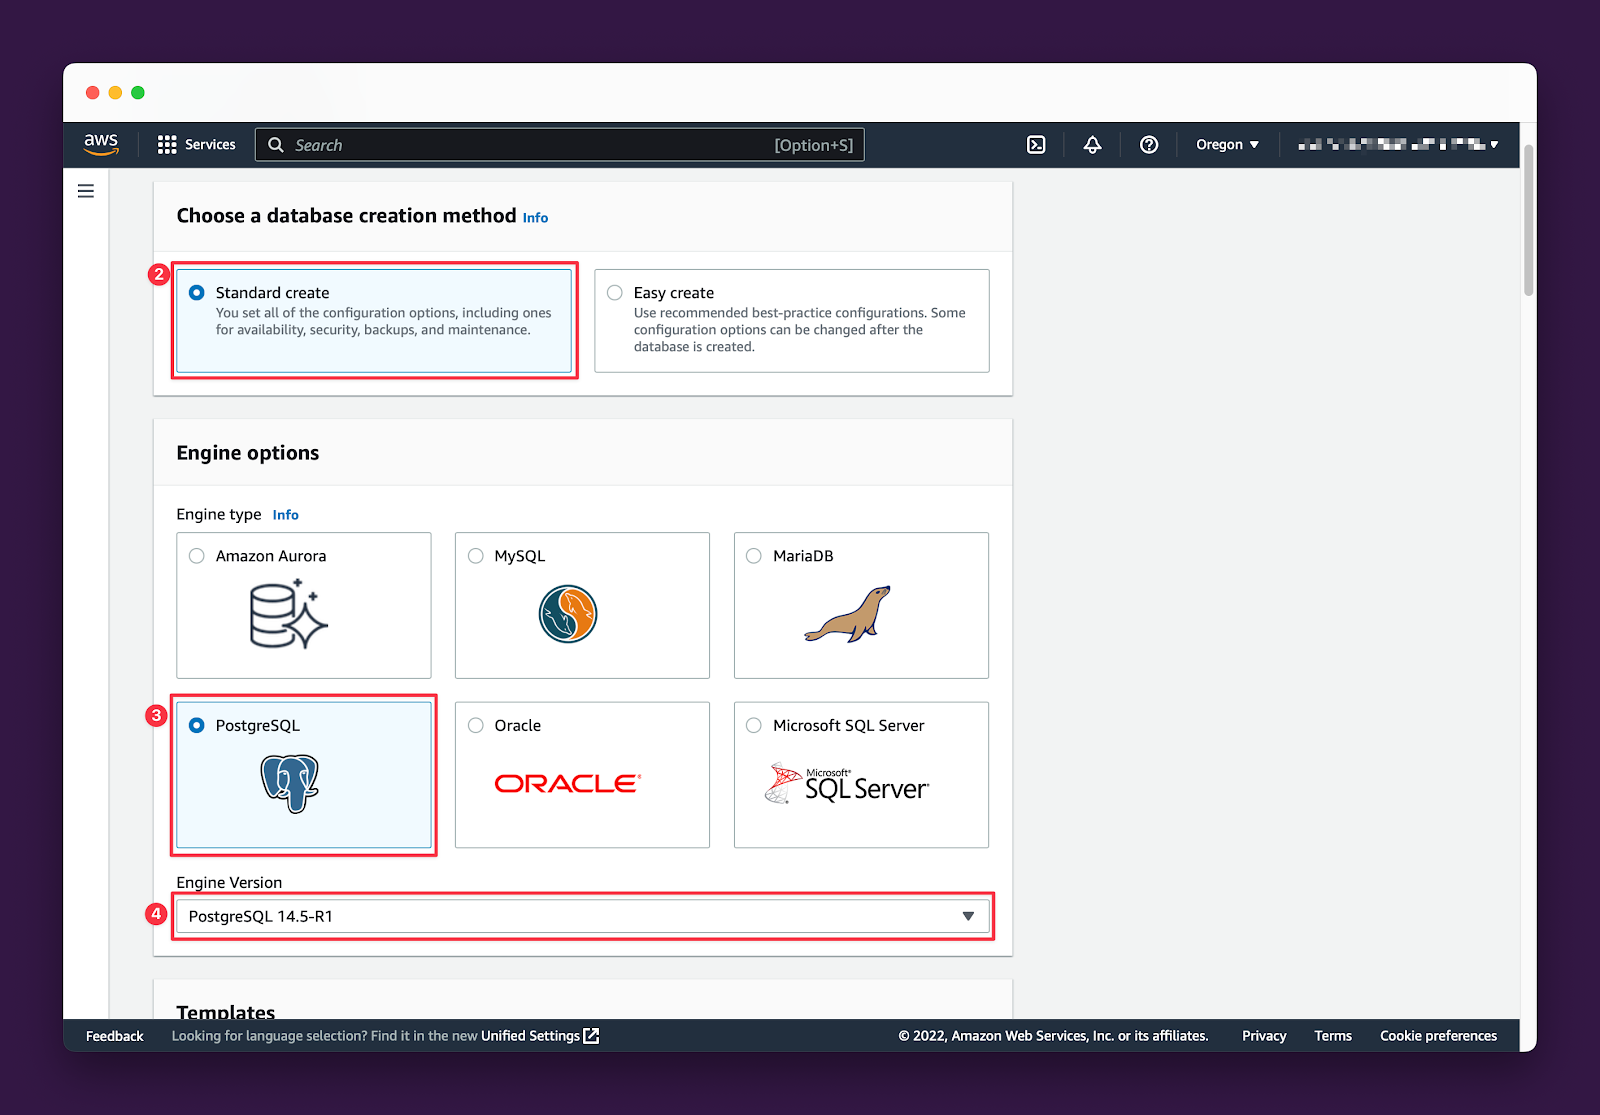 aws
Services
Search
[Option+S]
Oregon
Choose a database creation method Info
2
Standard create
You set all of the configuration options, including ones
for availability, security, backups, and maintenance.
Easy create
Use recommended best-practice configurations. Some
configuration options can be changed after the
database is created.
Engine options
Engine type Info
Amazon Aurora
MySQL
MariaDB
3
PostgreSQL
Oracle
ORACLE®
Microsoft SQL Server
Microsoft®
SQL Server®
Engine Version
4
PostgreSQL 14.5-R1
Templates
Feedback
Looking for language selection? Find it in the new Unified Settings
© 2022, Amazon Web Services, Inc. or its affiliates.
Privacy
Terms
Cookie preferences